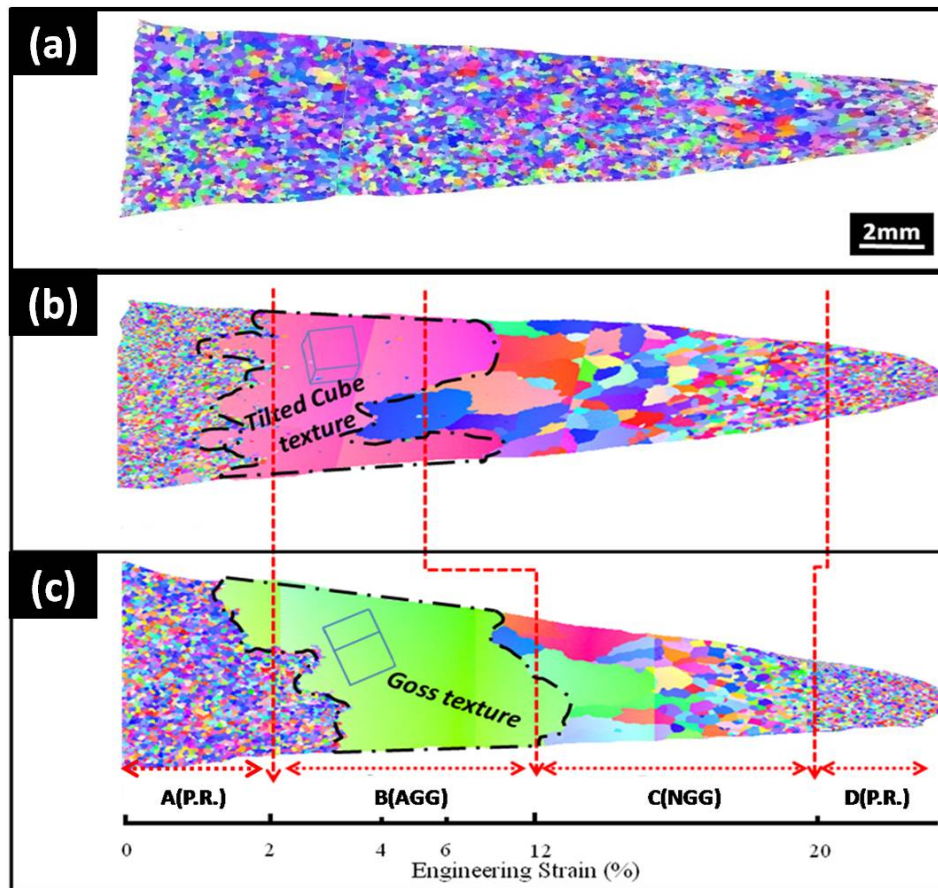 (a)
2mm
(b)
Tilted Cube
texture
(c)
Goss texture
A(P.R.) B(AGG) C(NGG) D(P.R.)
0 2 4 6 12 20
Engineering Strain (%)